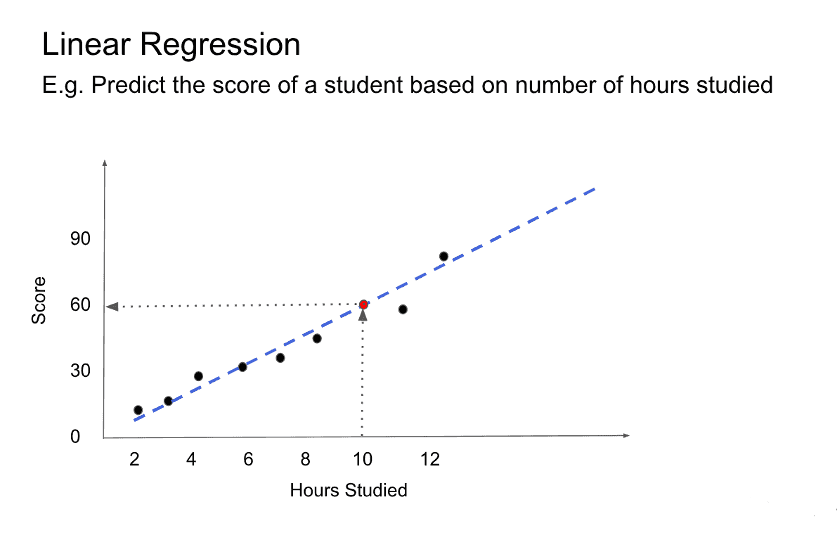 Linear Regression
E.g. Predict the score of a student based on number of hours studied
90
60
30
0
Score
2 4 6 8 10 12
Hours Studied